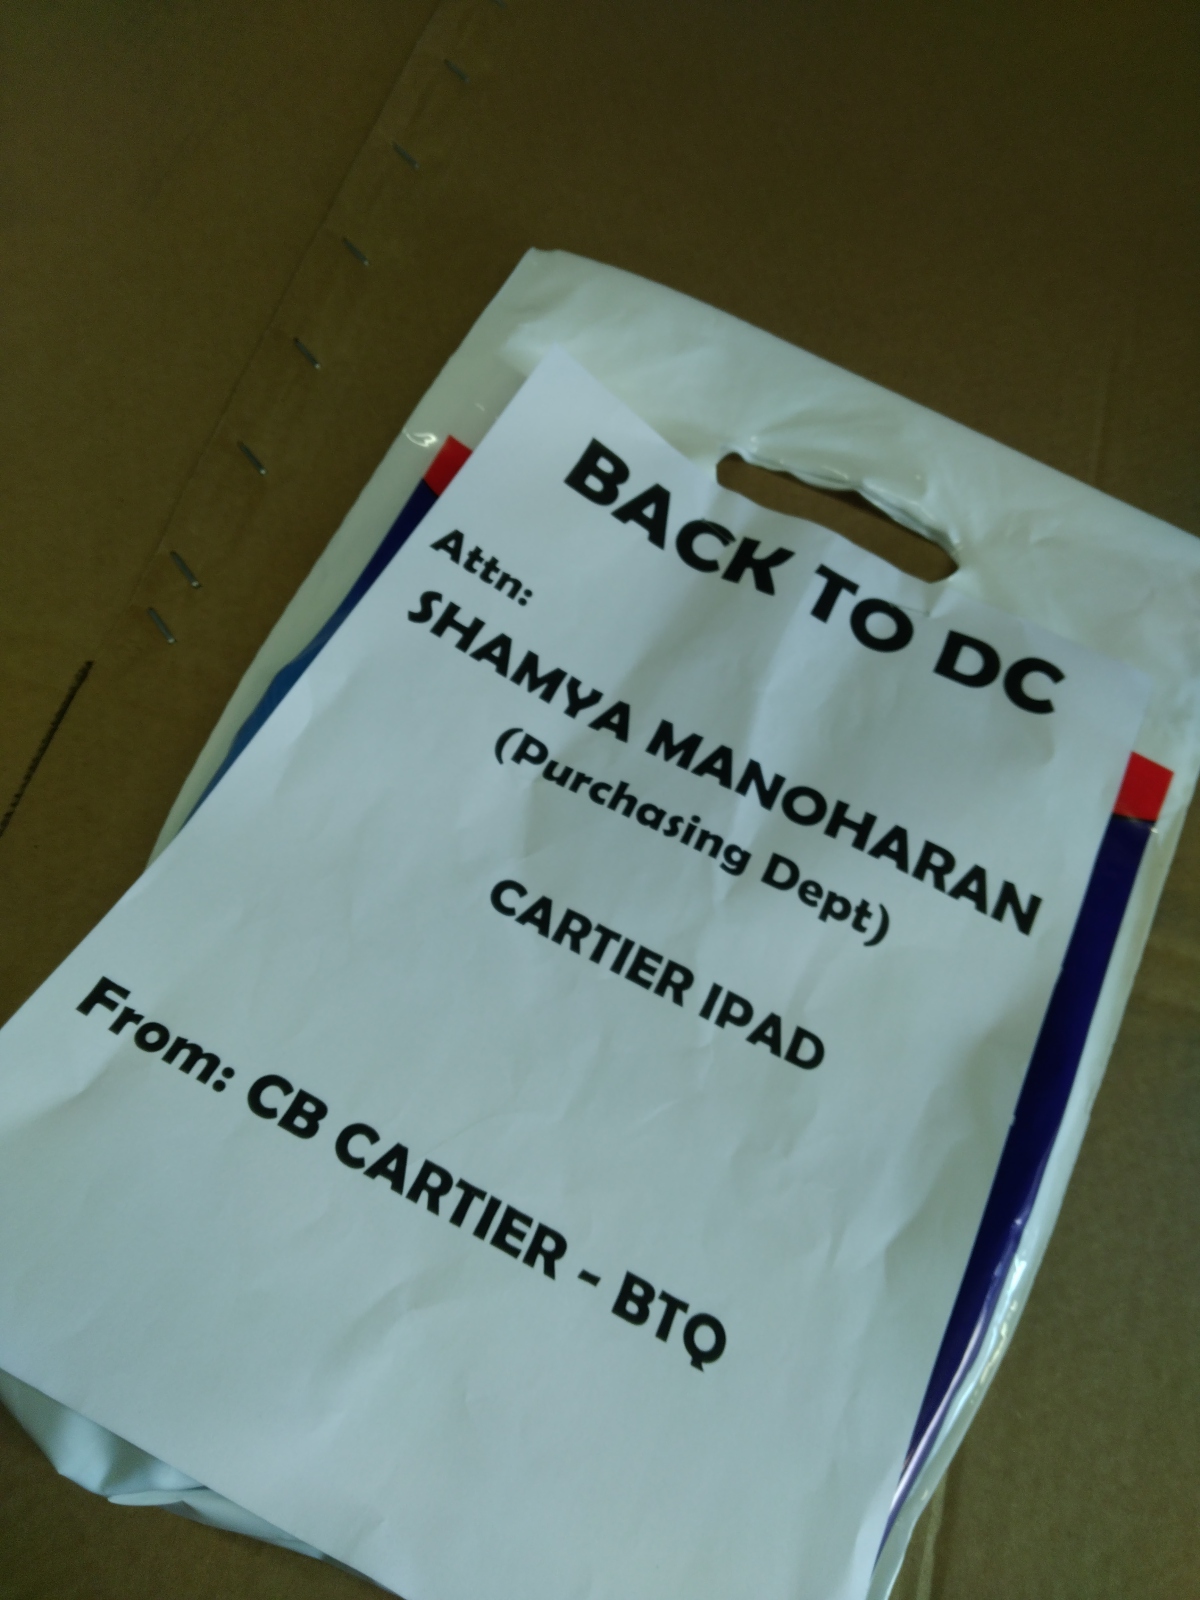 BACK TO DC
Attn:
SHAMYA MANOHARAN
(Purchasing Dept)
CARTIER IPAD
From: CB CARTIER - BTQ